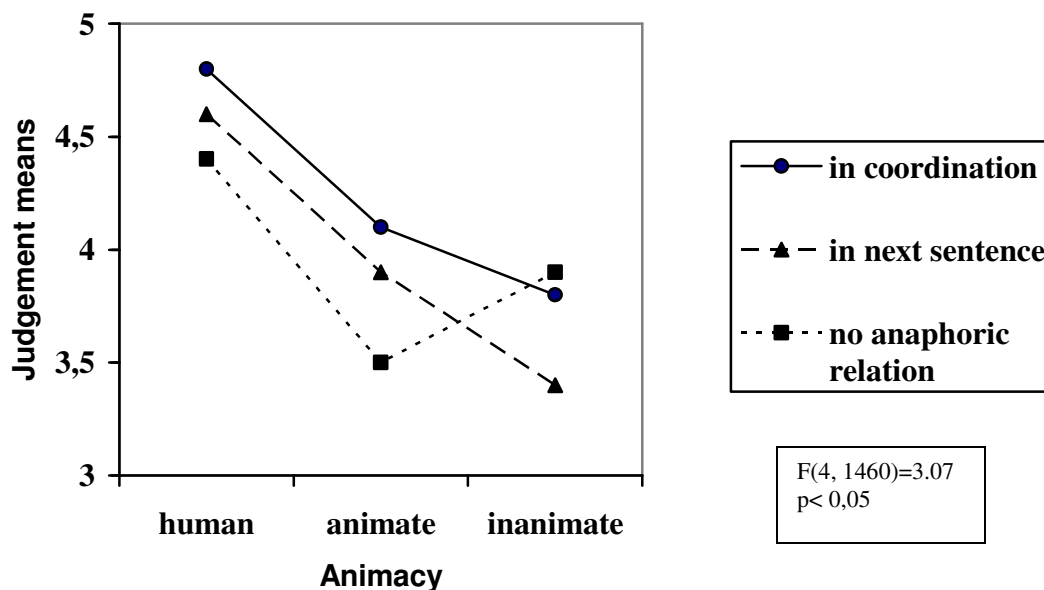 5
4,5
4
3,5
3
Judgement means
human animate inanimate
Animacy
in coordination
in next sentence
no anaphoric
relation
F(4, 1460)=3.07
p< 0,05